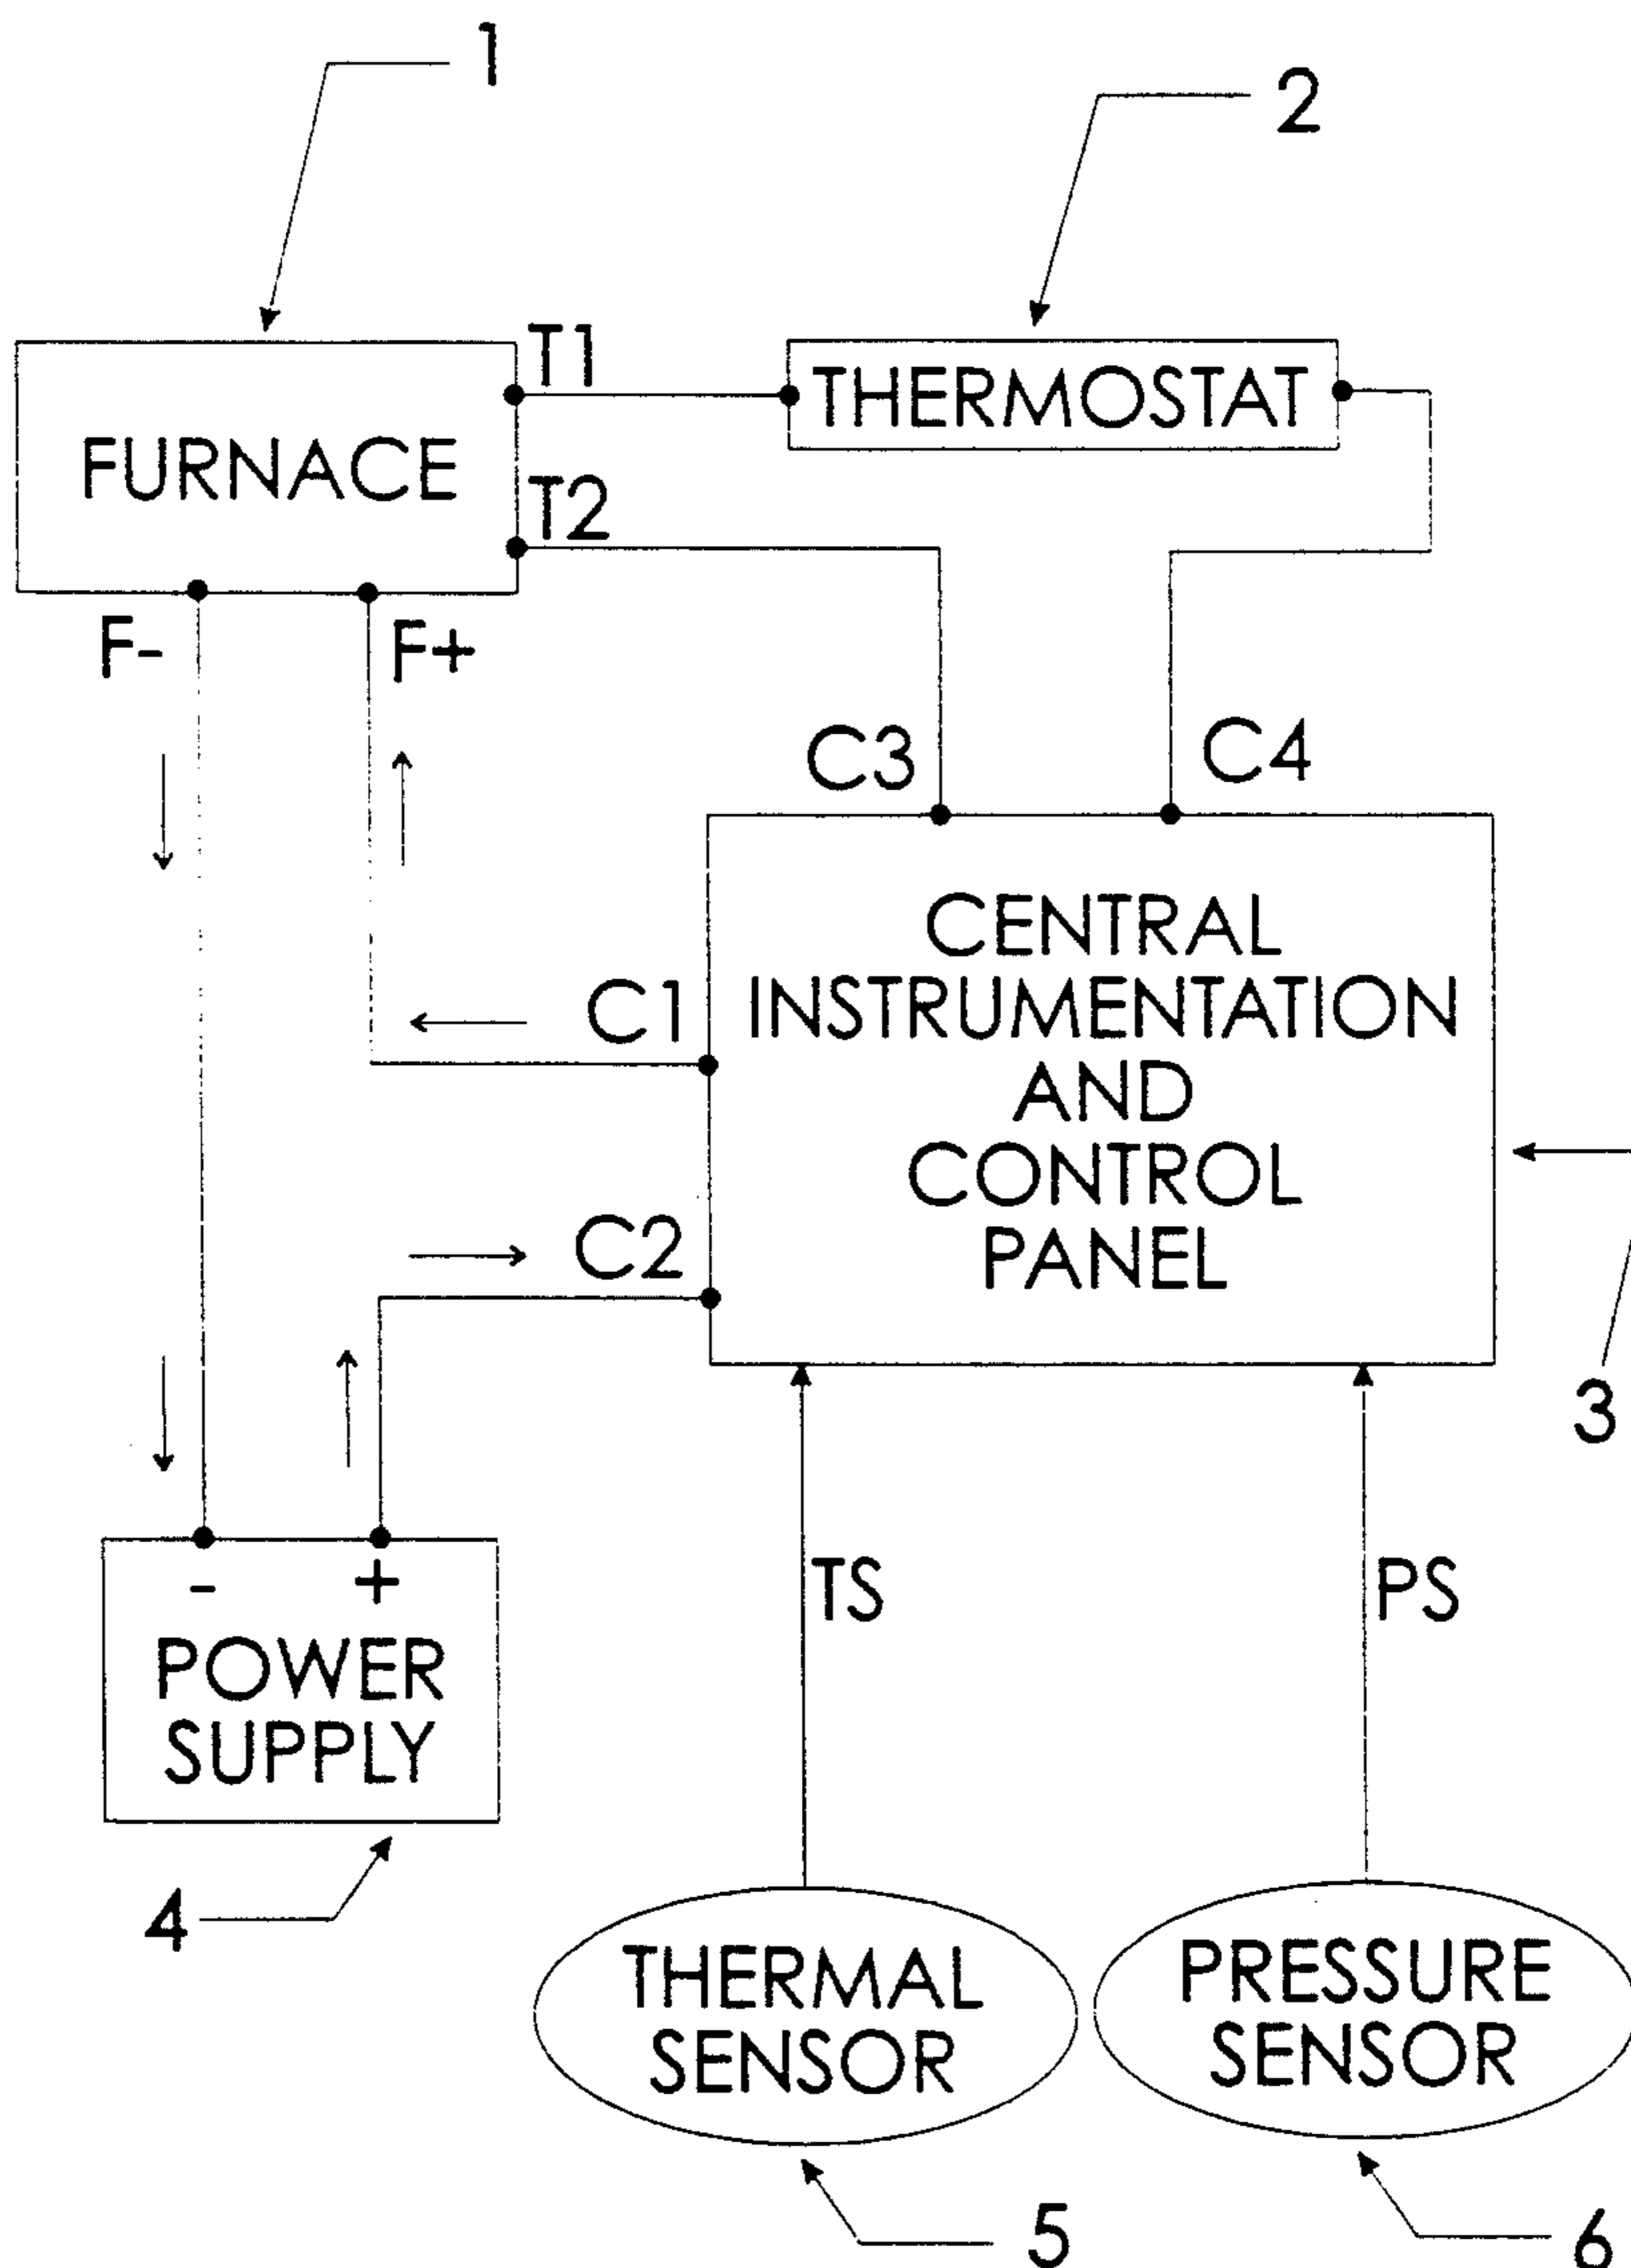 1
2
T1
THERMOSTAT
FURNACE
T2
F-
F+
C3
C4
CENTRAL
INSTRUMENTATION
AND
CONTROL
PANEL
C1
C2
3
-
+
POWER
SUPPLY
TS
PS
4
THERMAL
SENSOR
PRESSURE
SENSOR
5
6